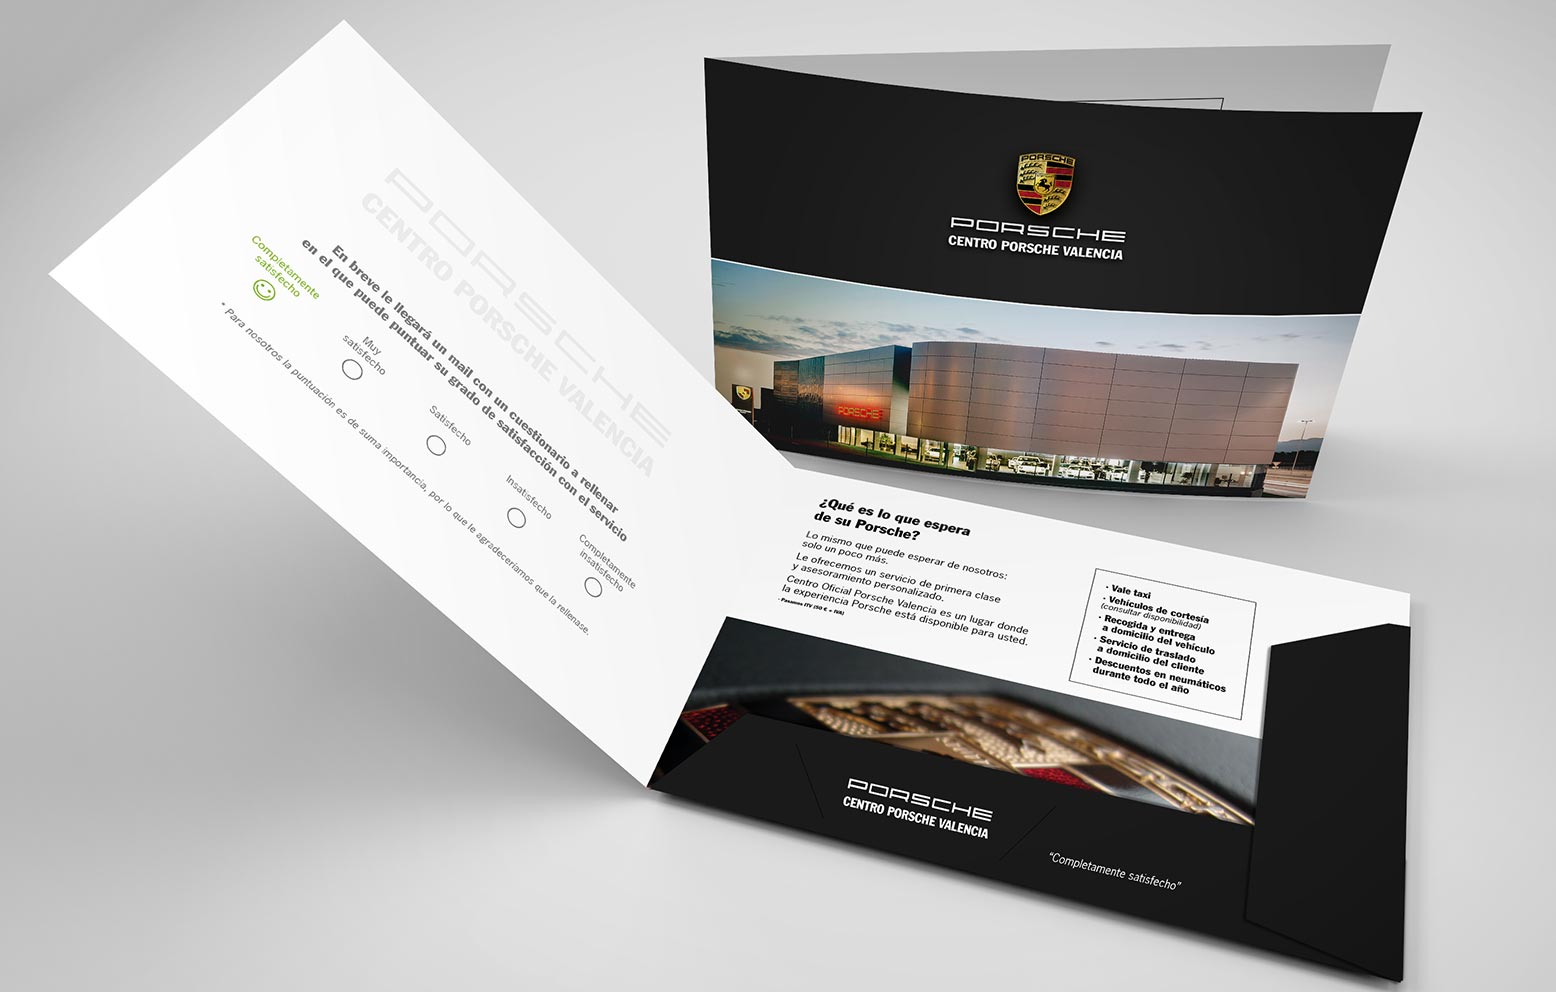 PORSCHE
CENTRO PORSCHE VALENCIA
En breve le llegará un mail con un cuestionario a rellenar
en el que puede puntuar su grado de satisfacción con el servicio
Completamente
satisfecho
Muy
satisfecho
Satisfecho
Insatisfecho
Completamente
insatisfecho
* Para nosotros la puntuación es de suma importancia, por lo que le agradeceríamos que la rellenase.
PORSCHE
PORSCHE
CENTRO PORSCHE VALENCIA
PORSCHE
¿Qué es lo que espera
de su Porsche?
Lo mismo que puede esperar de nosotros:
solo un poco más.
Le ofrecemos un servicio de primera clase
y asesoramiento personalizado.
Centro Oficial Porsche Valencia es un lugar donde
la experiencia Porsche está disponible para usted.
· Pasamos ITV (50 € + IVA)
· Vale taxi
· Vehículos de cortesía
(consultar disponibilidad)
· Recogida y entrega
a domicilio del vehículo
· Servicio de traslado
a domicilio del cliente
· Descuentos en neumáticos
durante todo el año
PORSCHE
CENTRO PORSCHE VALENCIA
"Completamente satisfecho"